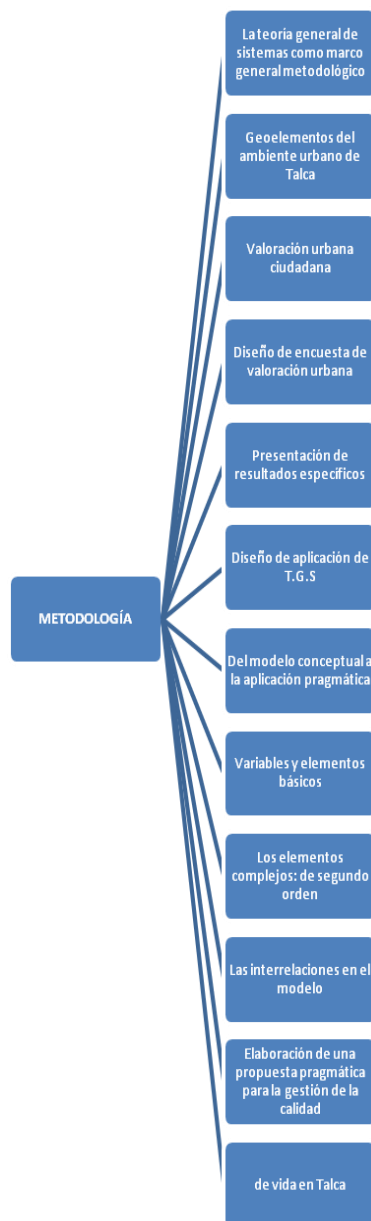 La teoria general de
sistemas como marco
general metodológico
Geoelementos del
ambiente urbano de
Talca
Valoración urbana
ciudadana
Diseño de encuesta de
valoración urbana
Presentación de
resultados específicos
Diseño de aplicación de
T.G.S
METODOLOGÍA
Del modelo conceptual a
la aplicación pragmática
Variables y elementos
básicos
Los elementos
complejos: de segundo
orden
Las interrelaciones en el
modelo
Elaboración de una
propuesta pragmática
para la gestión de la
calidad
de vida en Talca